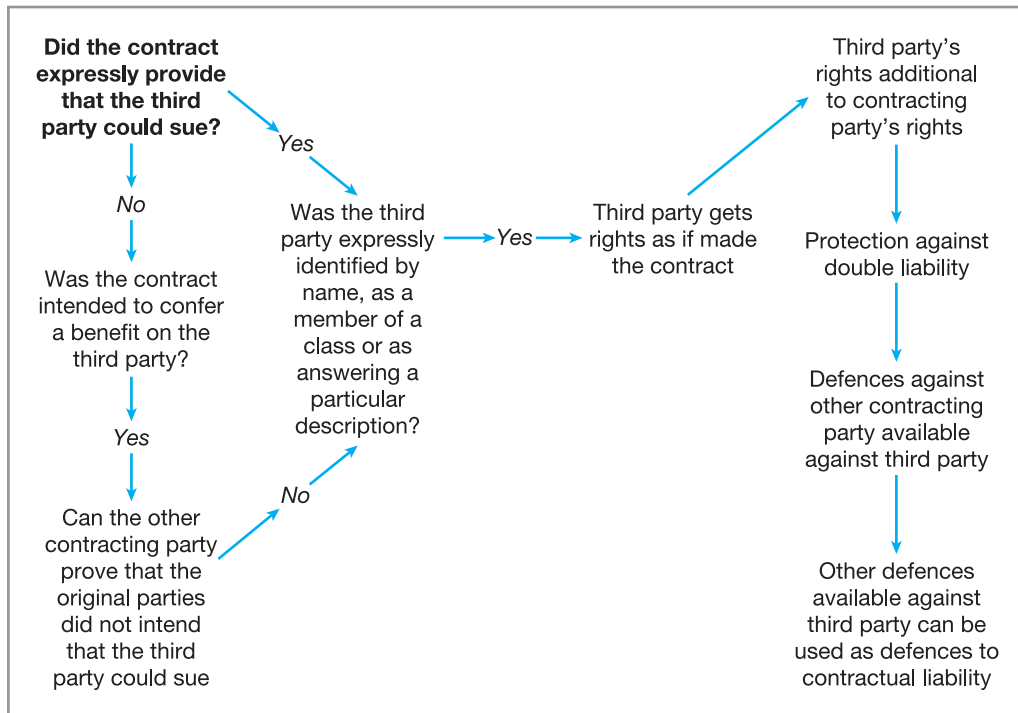 Did the contract
expressly provide
that the third
party could sue?
No
Was the contract
intended to confer
a benefit on the
third party?
Yes
Can the other
contracting party
prove that the
original parties
did not intend
that the third
party could sue
Yes
No
Was the third
party expressly
identified by
name, as a
member of a
class or as
answering a
particular
description?
Yes
Third party gets
rights as if made
the contract
Third party's
rights additional
to contracting
party's rights
Protection against
double liability
Defences against
other contracting
party available
against third party
Other defences
available against
third party can be
used as defences to
contractual liability